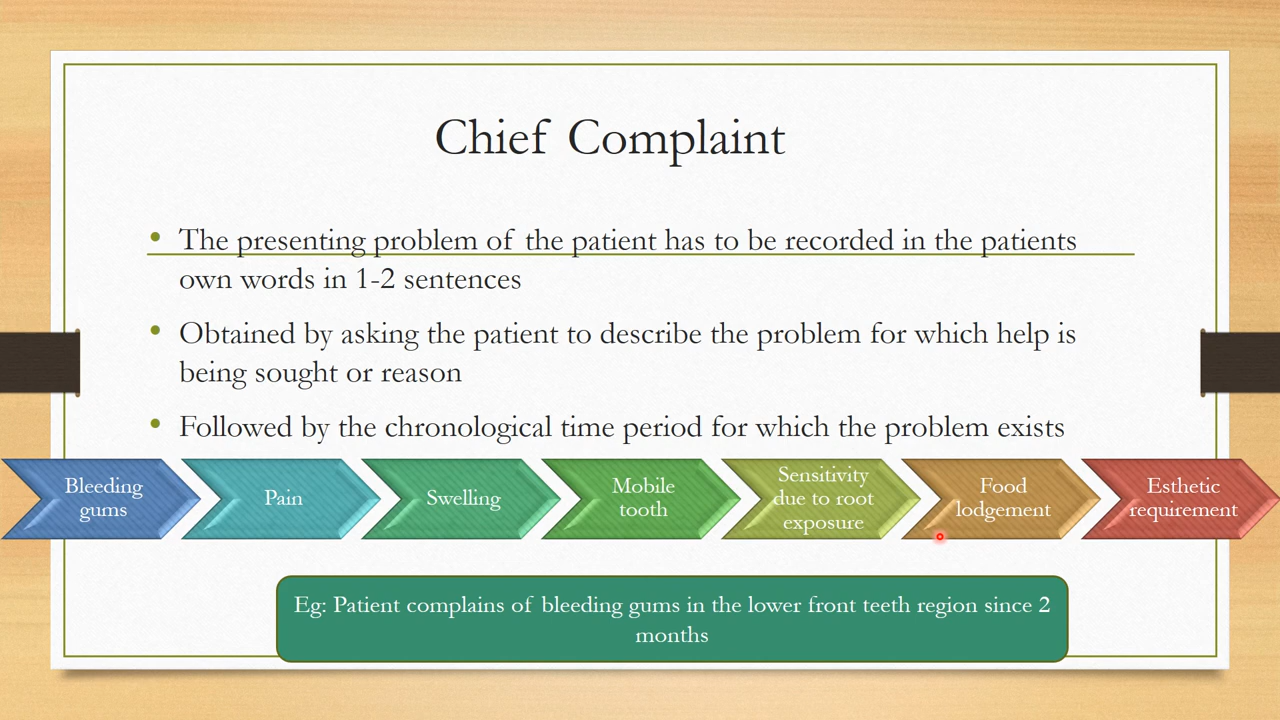 Chief Complaint
• The presenting problem of the patient has to be recorded in the patients
own words in 1-2 sentences
• Obtained by asking the patient to describe the problem for which help is
being sought or reason
• Followed by the chronological time period for which the problem exists
Bleeding
gums
Pain
Swelling
Mobile
tooth
Sensitivity
due to root
exposure
Food
lodgement
Esthetic
requirement
Eg: Patient complains of bleeding gums in the lower front teeth region since 2
months